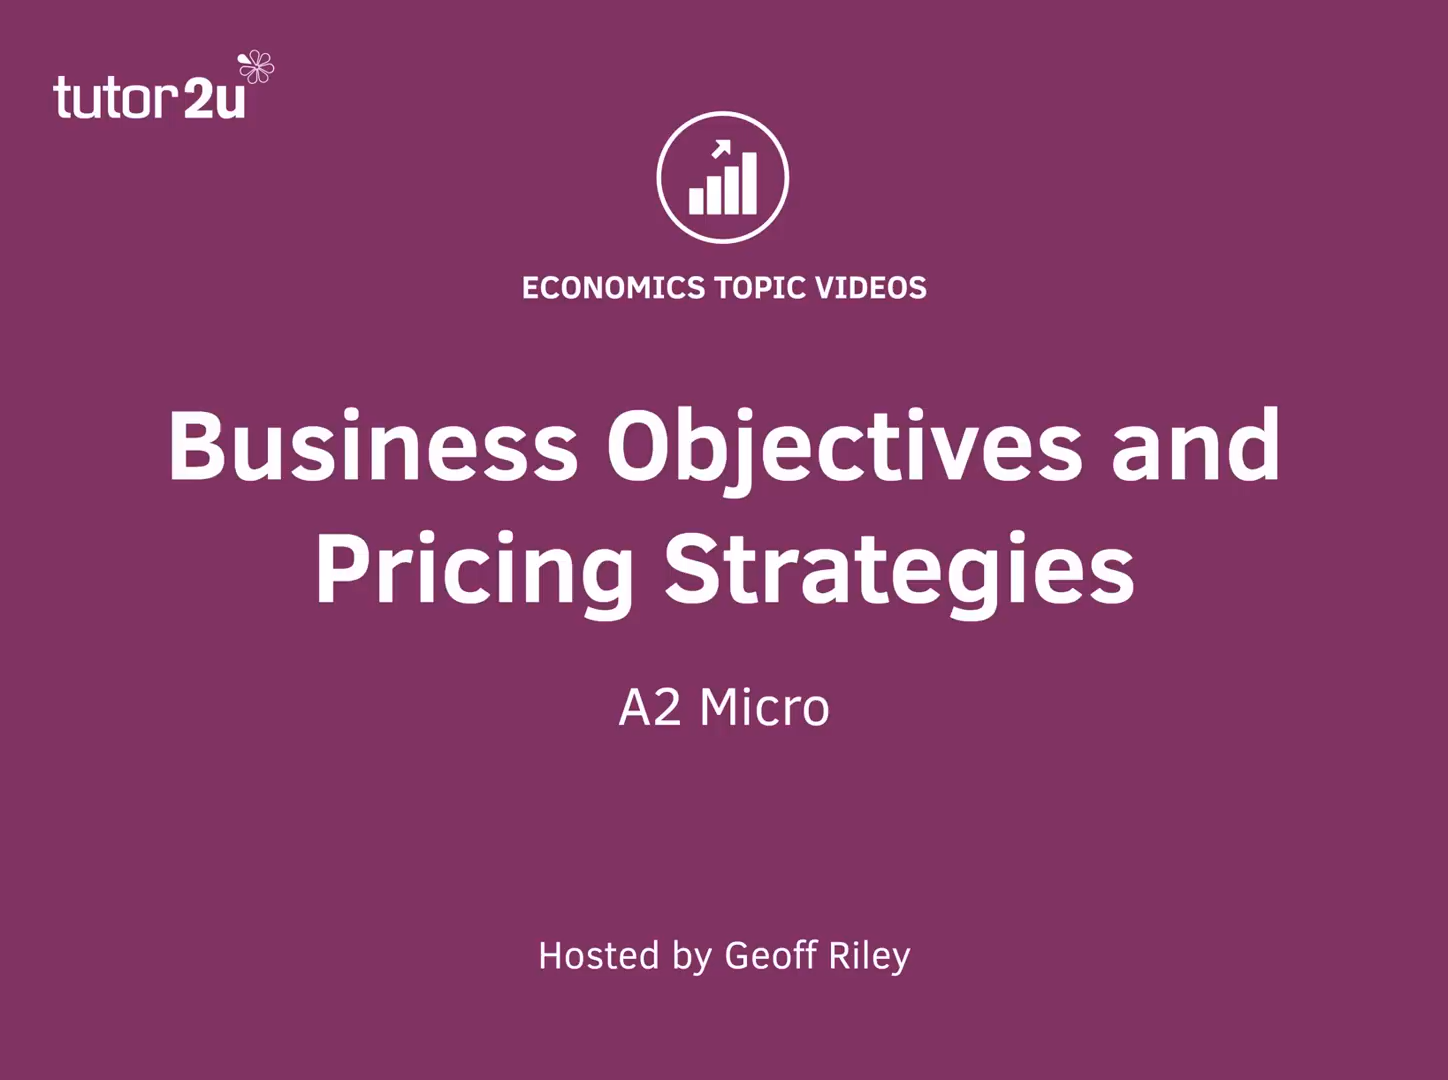 tutor2u
ECONOMICS TOPIC VIDEOS
Business Objectives and
Pricing Strategies
A2 Micro
Hosted by Geoff Riley